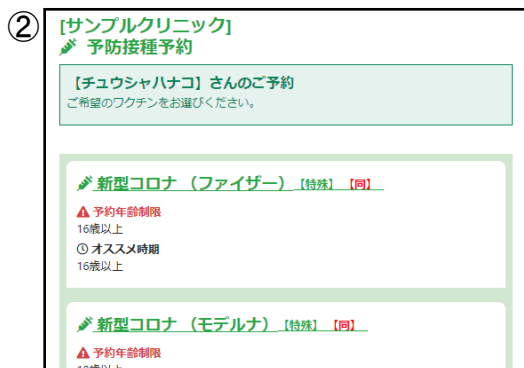 ②
[サンプルクリニック]
予防接種予約
【チュウシャハナコ】さんのご予約
ご希望のワクチンをお選びください。
新型コロナ （ファイザー）【特殊】【同】
予約年齢制限
16歳以上
オススメ時期
16歳以上
新型コロナ （モデルナ）【特殊】【同】
予約年齢制限